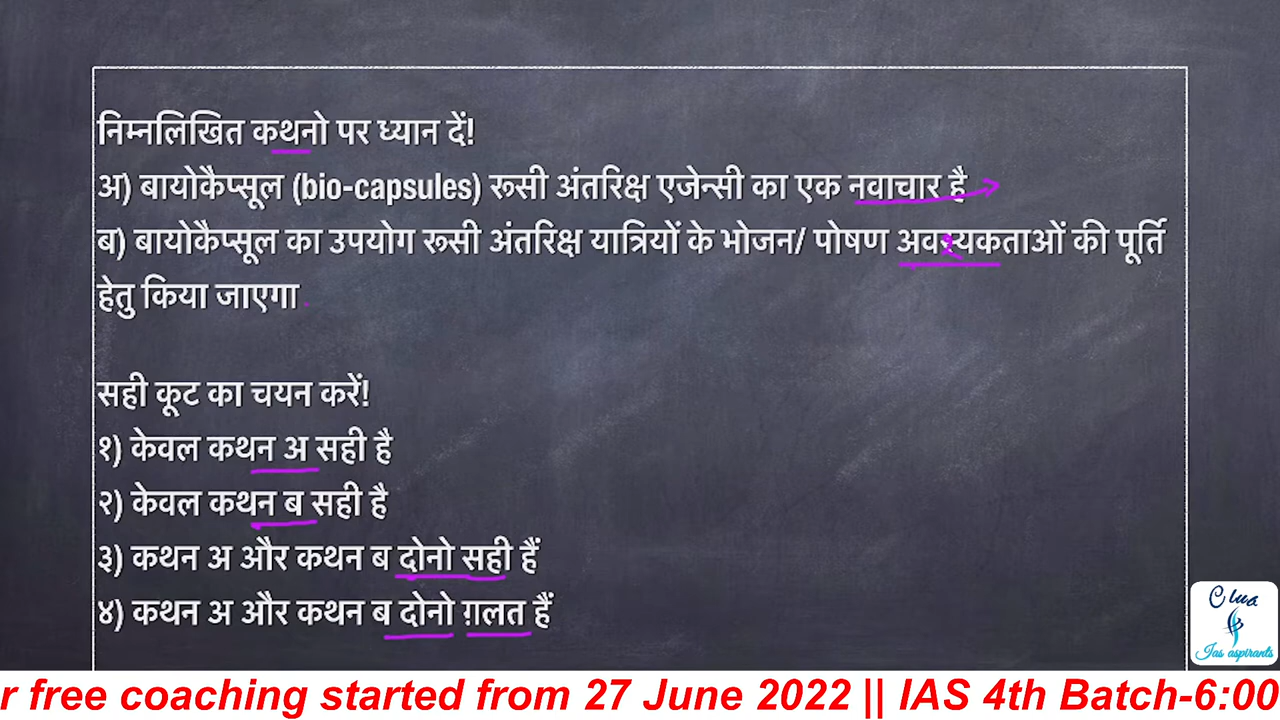 निम्नलिखित कथनो पर ध्यान दें!
अ) बायोकैप्सूल (bio-capsules) रूसी अंतरिक्ष एजेन्सी का एक नवाचार है
ब) बायोकैप्सूल का उपयोग रूसी अंतरिक्ष यात्रियों के भोजन/ पोषण अवश्यकताओं की पूर्ति
हेतु किया जाएगा
सही कूट का चयन करें!
१) केवल कथन अ सही है
२) केवल कथन ब सही है
३) कथन अ और कथन ब दोनो सही हैं
४) कथन अ और कथन ब दोनो ग़लत हैं
Clua
Ias aspirants
r free coaching started from 27 June 2022 || IAS 4th Batch-6:00